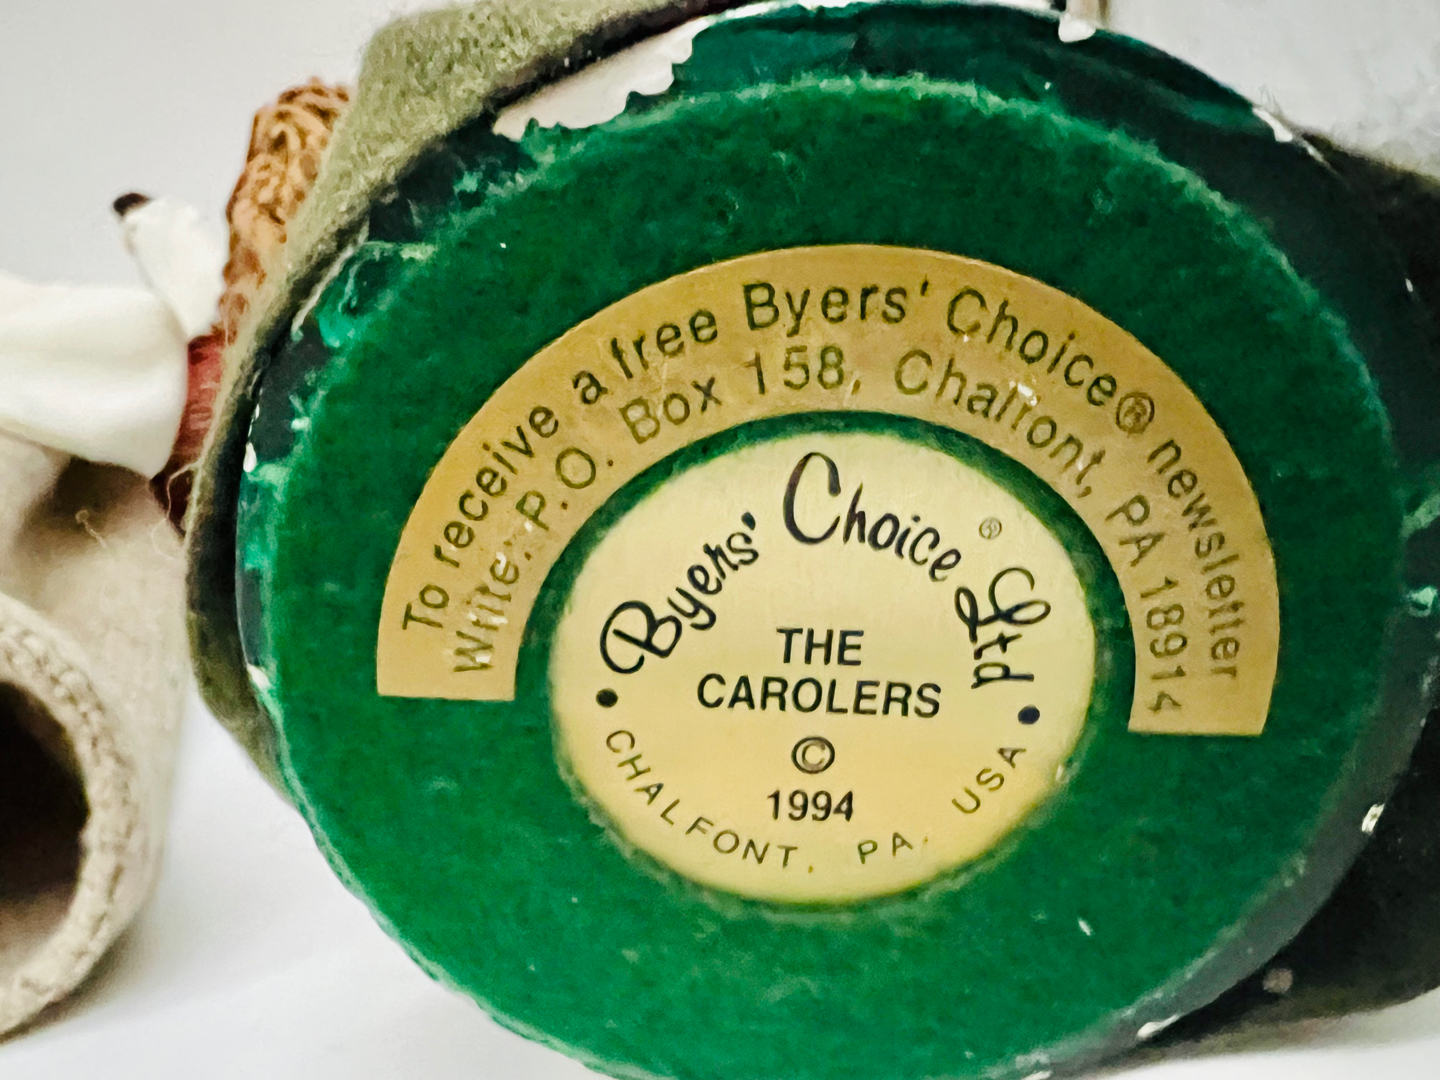 To receive a free Byers' Choice® newsletter
Write: P.O. Box 158, Chalfont, PA 18914
Byers' Choice Ltd ®
THE
CAROLERS
©
1994
• CHALFONT, PA. USA •